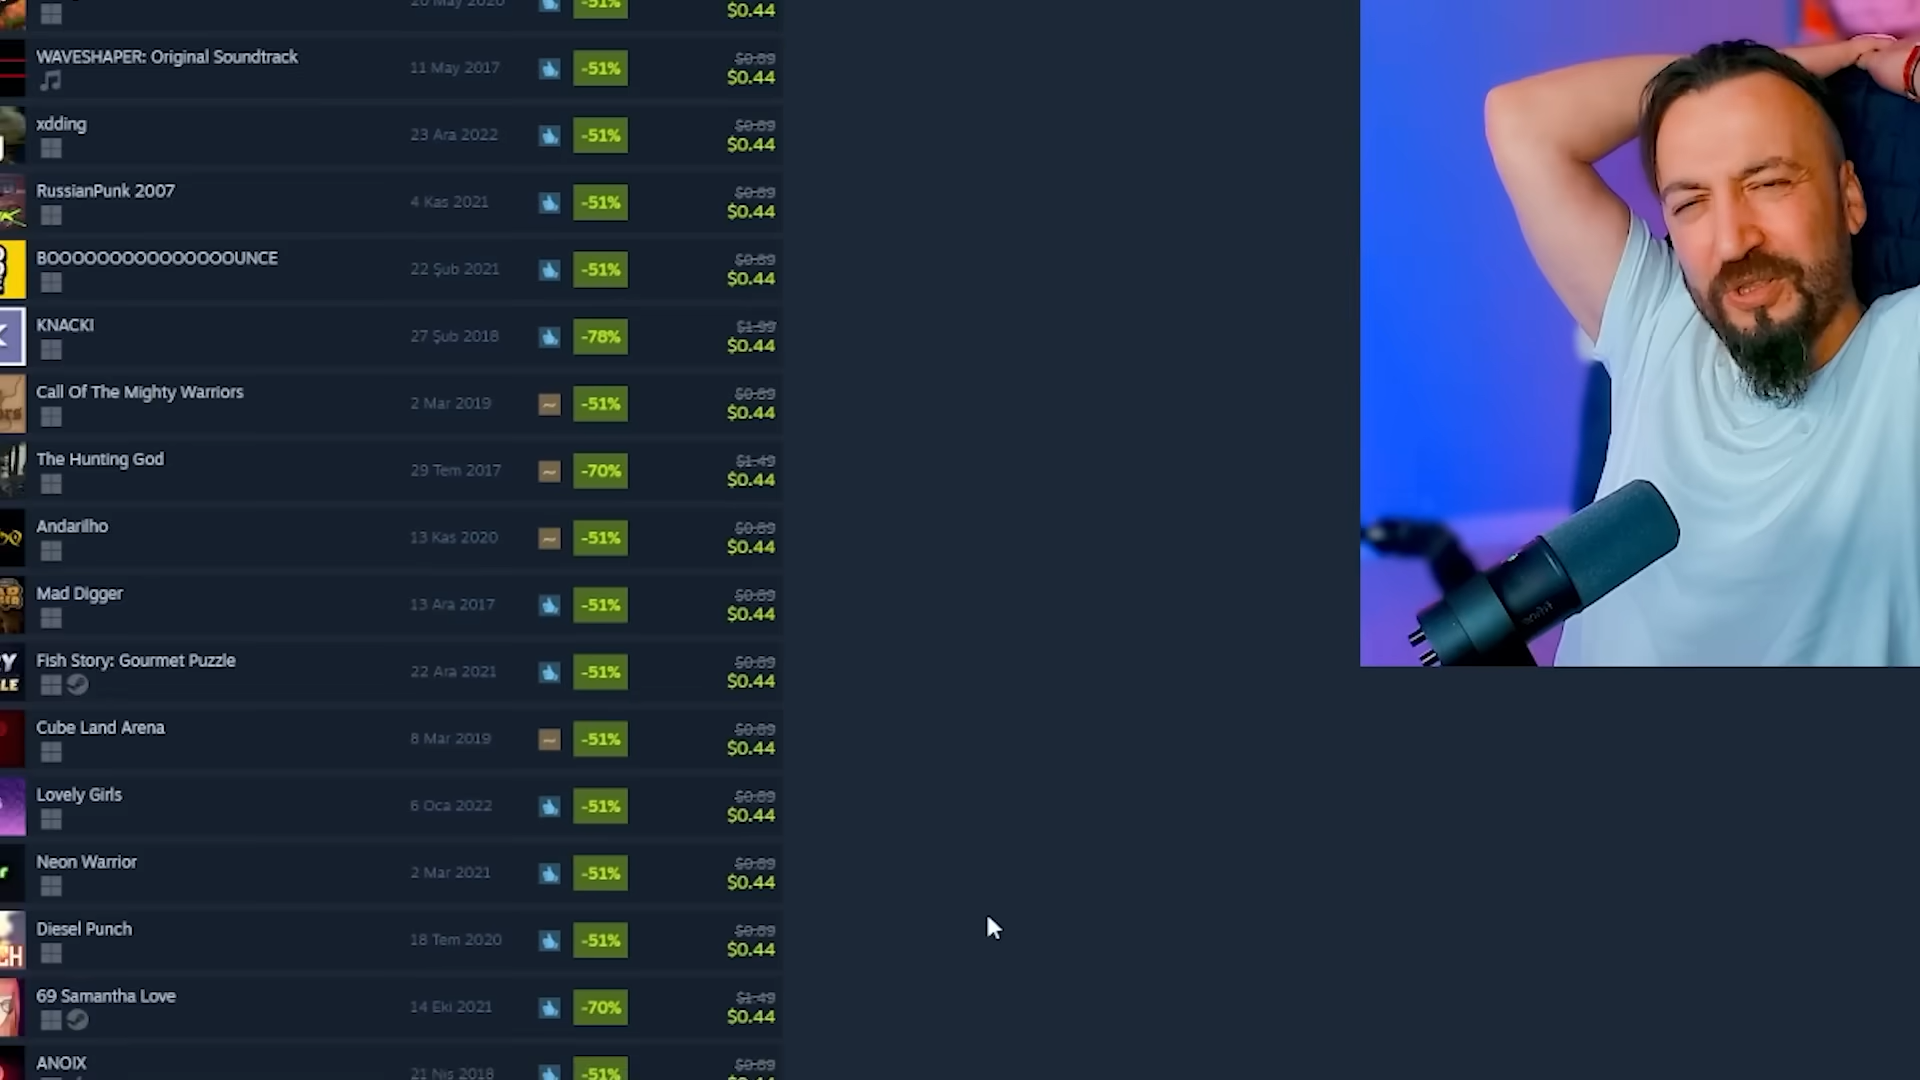 20 May 2020 -51% $0.44
WAVESHAPER: Original Soundtrack 11 May 2017 -51% $0.89
$0.44
xdding 23 Ara 2022 -51% $0.89
$0.44
RussianPunk 2007 4 Kas 2021 -51% $0.89
$0.44
BOOOOOOOOOOOOOOOUNCE 22 Şub 2021 -51% $0.89
$0.44
KNACKI 27 Şub 2018 -78% $1.99
$0.44
Call Of The Mighty Warriors 2 Mar 2019 -51% $0.89
$0.44
The Hunting God 29 Tem 2017 -70% $1.49
$0.44
Andarilho 13 Kas 2020 -51% $0.89
$0.44
Mad Digger 13 Ara 2017 -51% $0.89
$0.44
Fish Story: Gourmet Puzzle 22 Ara 2021 -51% $0.89
$0.44
Cube Land Arena 8 Mar 2019 -51% $0.89
$0.44
Lovely Girls 6 Oca 2022 -51% $0.89
$0.44
Neon Warrior 2 Mar 2021 -51% $0.89
$0.44
Diesel Punch 18 Tem 2020 -51% $0.89
$0.44
69 Samantha Love 14 Eki 2021 -70% $1.49
$0.44
ANOIX 21 Nis 2018 -51% $0.89